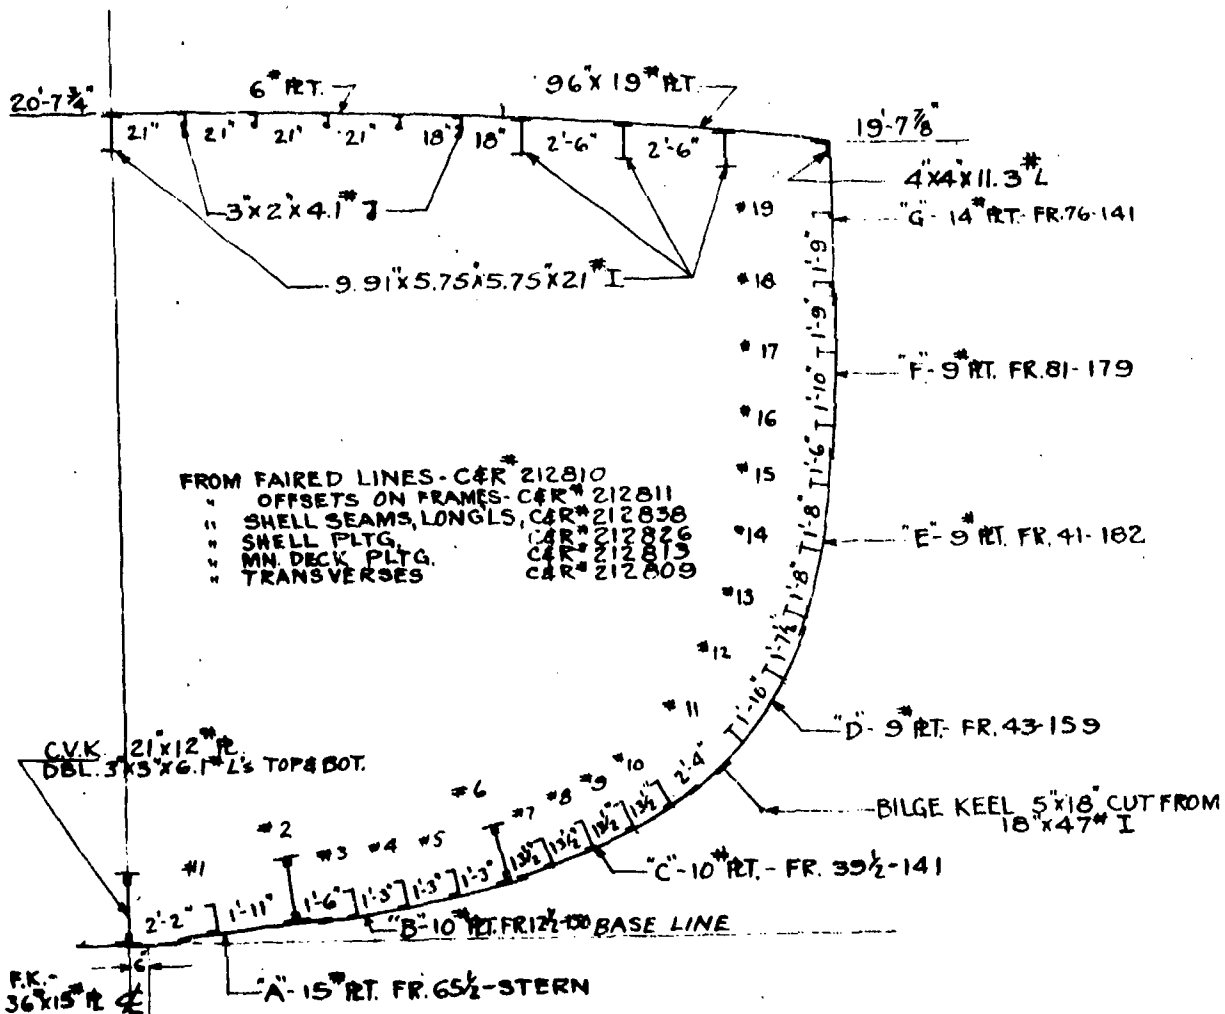 20'-7¾"
6# PLT.
96"X19# PLT.
19'-7⅞"
21" 21" 21" 21" 18" 18" 2'-6" 2'-6"
4"X4"X11.3# L
3"X2"X4.1#
#19
"G"-14# PLT.-FR.76-141
9.91"X5.75"X5.75"X21# I
1'-9"
#18
1'-9"
#17
"F"-9# PLT. FR.81-179
1'-10"
#16
1'-6"
#15
FROM FAIRED LINES-C&R# 212810
" OFFSETS ON FRAMES-C&R# 212811
" SHELL SEAMS, LONGLS, C&R# 212838
" SHELL PLTG. C&R# 212826
" MN. DECK PLTG. C&R# 212813
" TRANSVERSES C&R# 212809
1'-8"
#14
"E"-9# PLT. FR.41-182
1'-8"
#13
1'-7½"
#12
1'-10"
#11
"D"-9# PLT.-FR.43-159
C.V.K. 21"X12# PL.
DBL.3"X3"X6.1# L's TOP&BOT.
2'-4"
BILGE KEEL 5"X18" CUT FROM
18"X47# I
#1 #2 #3 #4 #5 #6 #7 #8 #9 #10
2'-2" 1'-11" 1'-6" 1'-3" 1'-3" 1'-3" 13½" 13½" 13½" 13½"
"C"-10# PLT.-FR. 39½-141
"B"-10# PLT. FR12½-130 BASE LINE
6"
F.K.-
36"X15# PL ℄
"A"-15# PLT. FR.65½-STERN